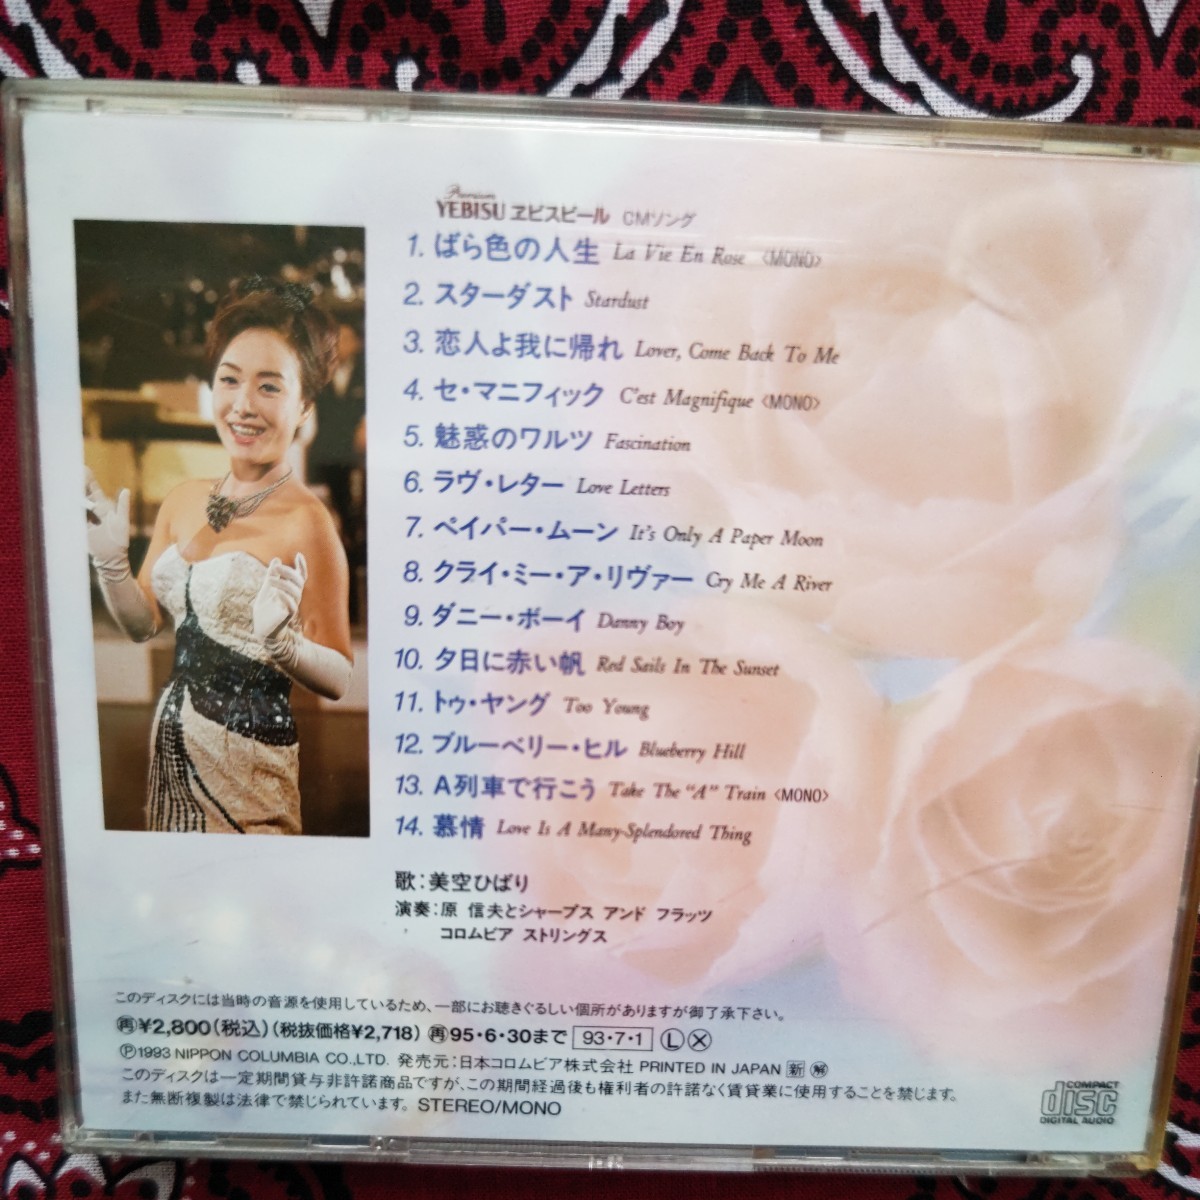 Premium
YEBISU ヱビスビール CMソング
1. ばら色の人生 La Vie En Rose 〈MONO〉
2. スターダスト Stardust
3. 恋人よ我に帰れ Lover, Come Back To Me
4. セ・マニフィック C'est Magnifique 〈MONO〉
5. 魅惑のワルツ Fascination
6. ラヴ・レター Love Letters
7. ペイパー・ムーン It's Only A Paper Moon
8. クライ・ミー・ア・リヴァー Cry Me A River
9. ダニー・ボーイ Danny Boy
10. 夕日に赤い帆 Red Sails In The Sunset
11. トゥ・ヤング Too Young
12. ブルーベリー・ヒル Blueberry Hill
13. A列車で行こう Take The "A" Train 〈MONO〉
14. 慕情 Love Is A Many-Splendored Thing
歌：美空ひばり
演奏：原 信夫とシャープス アンド フラッツ
コロムビア ストリングス
このディスクには当時の音源を使用しているため、一部にお聴きぐるしい個所がありますが御了承下さい。
㊢¥2,800(税込)(税抜価格¥2,718) ㊢95・6・30まで 93・7・1 Ⓛ Ⓧ
Ⓟ1993 NIPPON COLUMBIA CO.,LTD. 発売元：日本コロムビア株式会社 PRINTED IN JAPAN 新 解
このディスクは一定期間貸与非許諾商品ですが、この期間経過後も権利者の許諾なく賃貸業に使用することを禁じます。
また無断複製は法律で禁じられています。 STEREO/MONO
COMPACT
disc
DIGITAL AUDIO